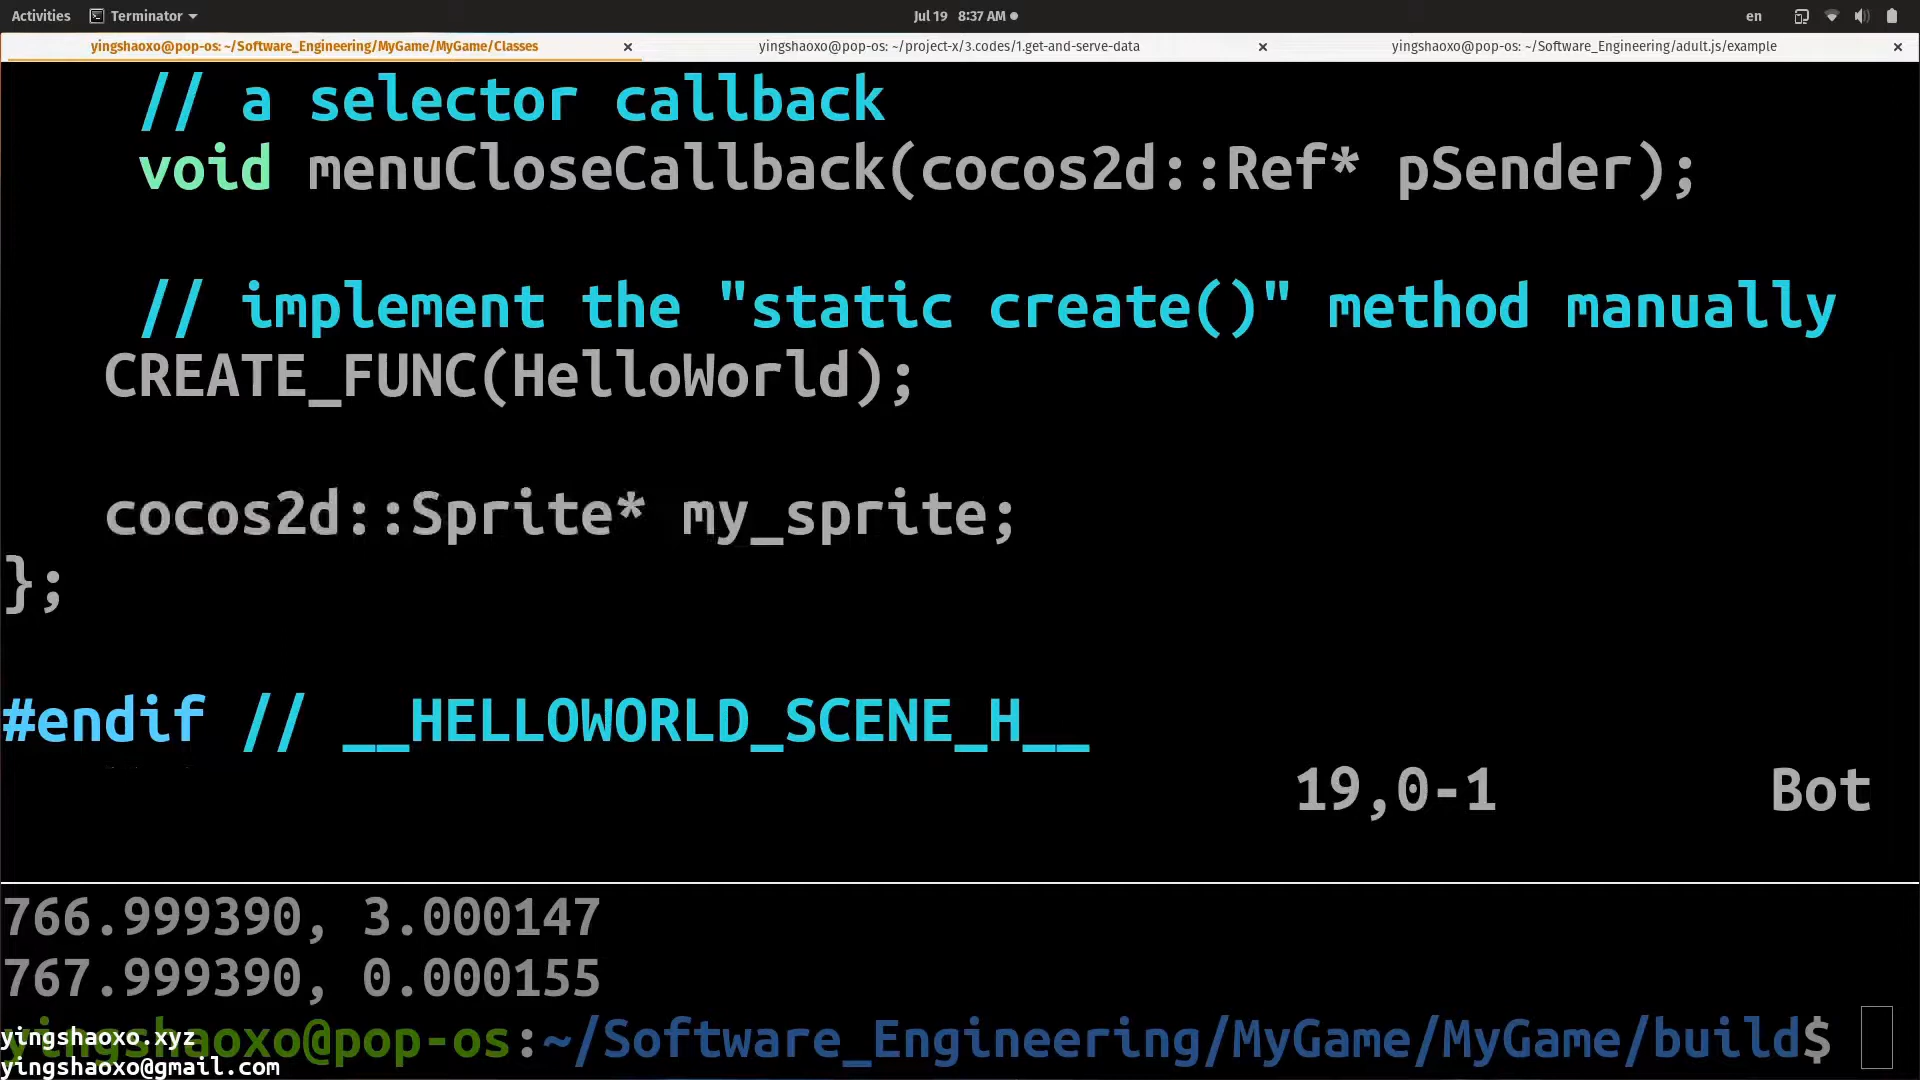 Activities Terminator Jul 19 8:37 AM en
yingshaoxo@pop-os: ~/Software_Engineering/MyGame/MyGame/Classes × yingshaoxo@pop-os: ~/project-x/3.codes/1.get-and-serve-data × yingshaoxo@pop-os: ~/Software_Engineering/adult.js/example ×
// a selector callback
void menuCloseCallback(cocos2d::Ref* pSender);
// implement the "static create()" method manually
CREATE_FUNC(HelloWorld);
cocos2d::Sprite* my_sprite;
};
#endif // __HELLOWORLD_SCENE_H__
19,0-1 Bot
766.999390, 3.000147
767.999390, 0.000155
yingshaoxo@pop-os:~/Software_Engineering/MyGame/MyGame/build$
yingshaoxo.xyz
yingshaoxo@gmail.com